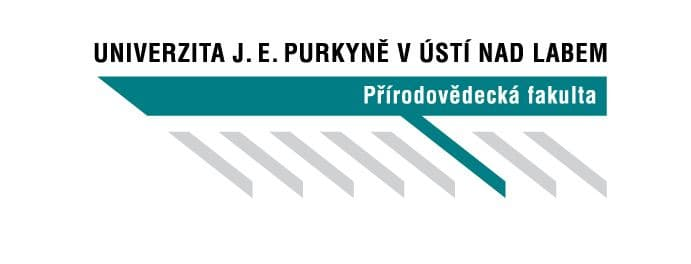 UNIVERZITA J. E. PURKYNĚ V ÚSTÍ NAD LABEM
Přírodovědecká fakulta